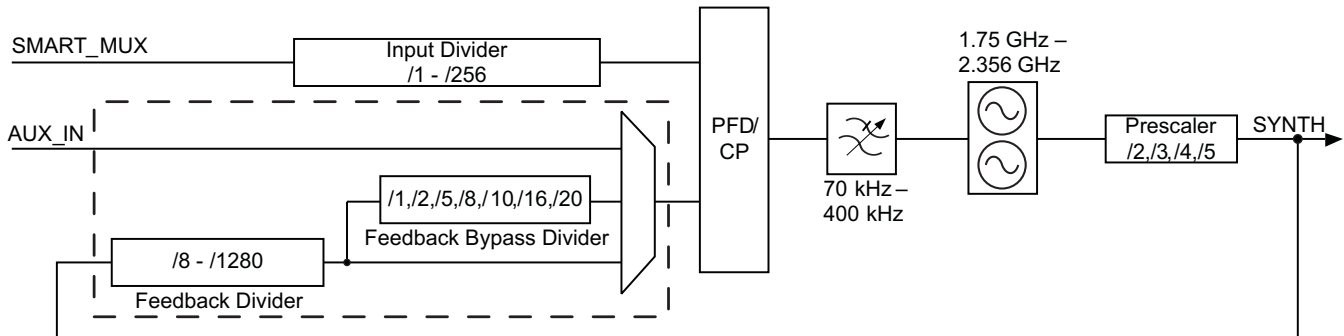 SMART_MUX
Input Divider
/1 - /256
1.75 GHz –
2.356 GHz
AUX_IN
PFD/
CP
Prescaler
/2,/3,/4,/5
SYNTH
/1,/2,/5,/8,/10,/16,/20
Feedback Bypass Divider
70 kHz –
400 kHz
/8 - /1280
Feedback Divider